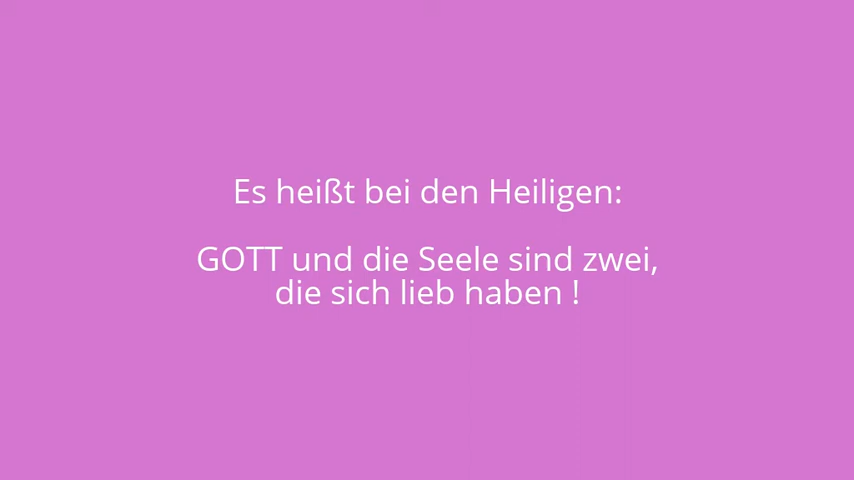 Es heißt bei den Heiligen:
GOTT und die Seele sind zwei,
die sich lieb haben !